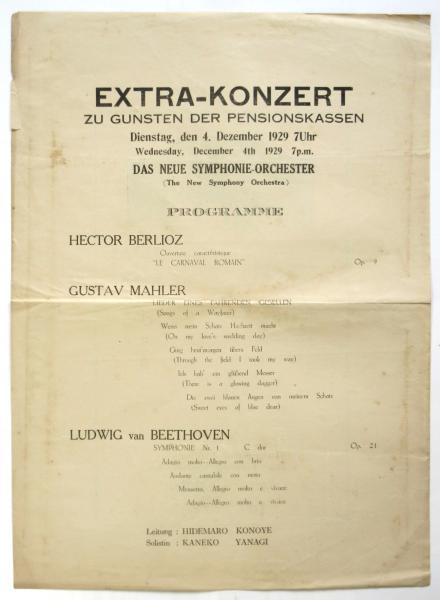 EXTRA-KONZERT
ZU GUNSTEN DER PENSIONSKASSEN
Dienstag, den 4. Dezember 1929 7Uhr
Wednesday, December 4th 1929 7p.m.
DAS NEUE SYMPHONIE-ORCHESTER
(The New Symphony Orchestra)
PROGRAMME
HECTOR BERLIOZ
Ouverture
"LE CARNAVAL ROMAIN" Op. 9
GUSTAV MAHLER
LIEDER EINES FAHRENDEN GESELLEN
(Songs of a Wayfarer)
Wenn mein Schatz Hochzeit macht
(On my love's wedding day)
Ging heut'morgen übers Feld
(Through the field I took my way)
Ich hab' ein glühend Messer
(There is a glowing dagger)
Die zwei blauen Augen von meinem Schatz
(Sweet eyes of blue dear)
LUDWIG van BEETHOVEN
SYMPHONIE Nr. 1 C dur Op. 21
Adagio molto—Allegro con brio
Andante cantabile con moto
Menuetto, Allegro molto e vivace
Adagio—Allegro molto e vivace
Leitung : HIDEMARO KONOYE
Solistin : KANEKO YANAGI